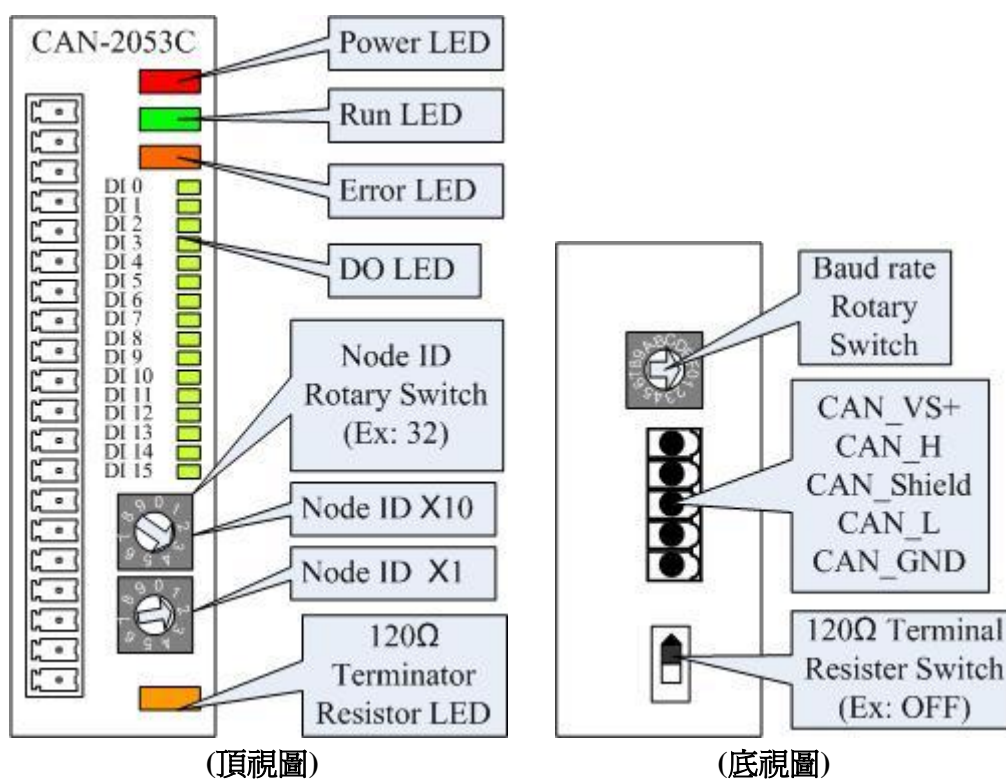 CAN-2053C
Power LED
Run LED
Error LED
DI 0
DI 1
DI 2
DI 3
DI 4
DI 5
DI 6
DI 7
DI 8
DI 9
DI 10
DI 11
DI 12
DI 13
DI 14
DI 15
DO LED
Node ID
Rotary Switch
(Ex: 32)
Node ID X10
Node ID X1
120Ω
Terminator
Resistor LED
(頂視圖)
Baud rate
Rotary
Switch
CAN_VS+
CAN_H
CAN_Shield
CAN_L
CAN_GND
120Ω Terminal
Resister Switch
(Ex: OFF)
(底視圖)